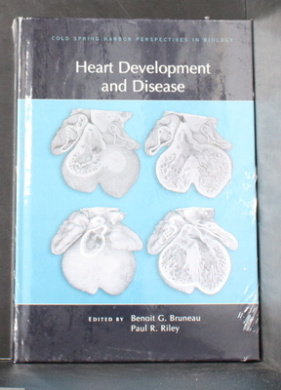 COLD SPRING HARBOR PERSPECTIVES IN BIOLOGY
Heart Development
and Disease
EDITED BY Benoit G. Bruneau
Paul R. Riley